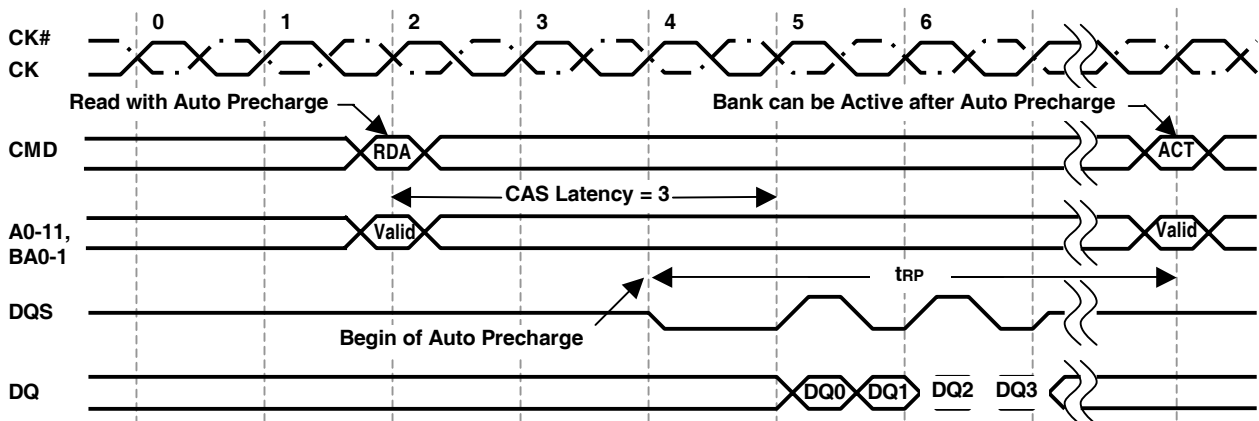 0 1 2 3 4 5 6
CK#
CK
Read with Auto Precharge
Bank can be Active after Auto Precharge
CMD
RDA
ACT
CAS Latency = 3
A0-11,
BA0-1
Valid
Valid
tRP
DQS
Begin of Auto Precharge
DQ
DQ0 DQ1 DQ2 DQ3